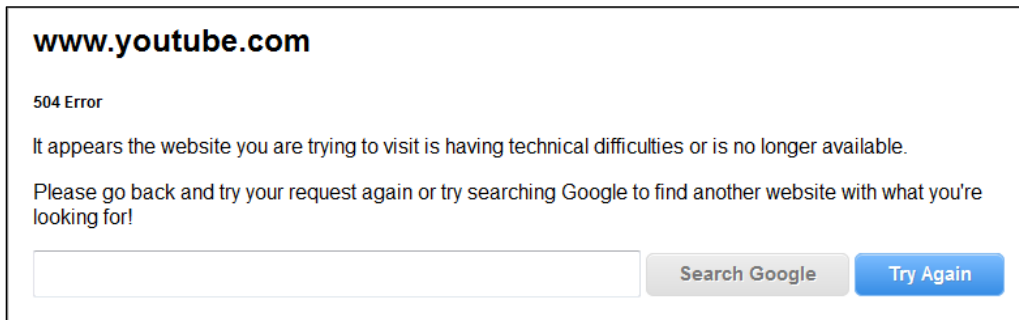 www.youtube.com
504 Error
It appears the website you are trying to visit is having technical difficulties or is no longer available.
Please go back and try your request again or try searching Google to find another website with what you're
looking for!
Search Google
Try Again